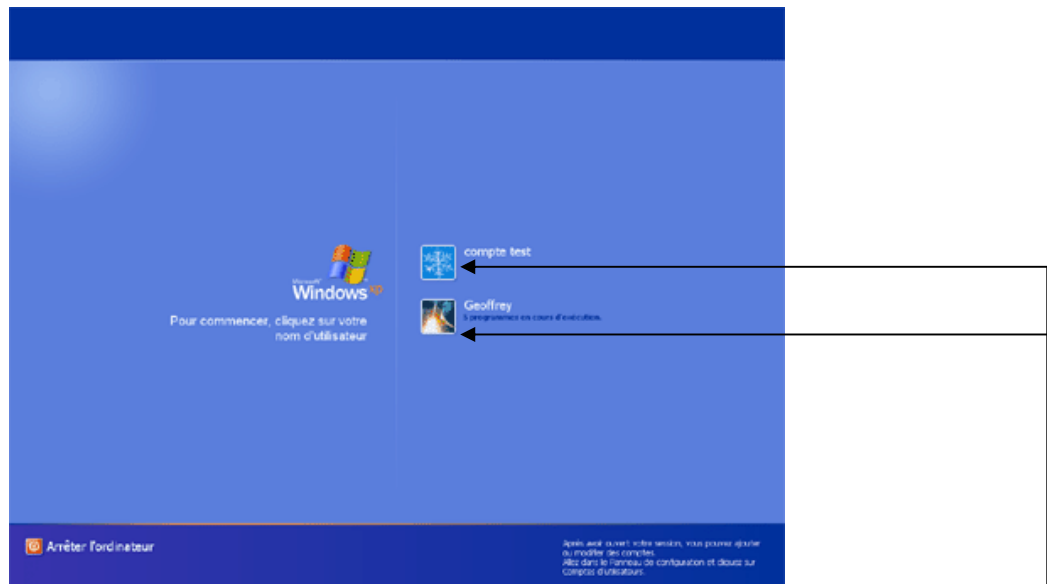 compte test
Geoffrey
5 programmes en cours d'exécution.
Microsoft
Windows xp
Pour commencer, cliquez sur votre
nom d'utilisateur
Arrêter l'ordinateur
Après avoir ouvert votre session, vous pouvez ajouter
ou modifier des comptes.
Allez dans le Panneau de configuration et cliquez sur
Comptes d'utilisateurs.